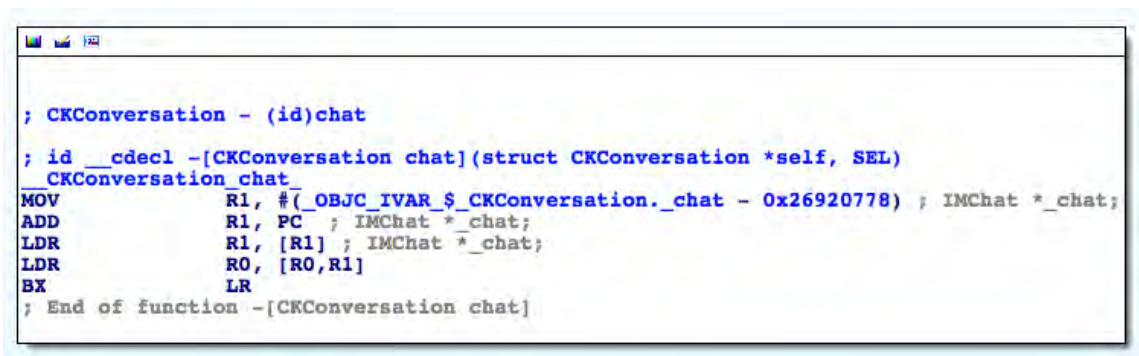 ; CKConversation - (id)chat
; id __cdecl -[CKConversation chat](struct CKConversation *self, SEL)
__CKConversation_chat_
MOV R1, #(_OBJC_IVAR_$_CKConversation._chat - 0x26920778) ; IMChat *_chat;
ADD R1, PC ; IMChat *_chat;
LDR R1, [R1] ; IMChat *_chat;
LDR R0, [R0,R1]
BX LR
; End of function -[CKConversation chat]